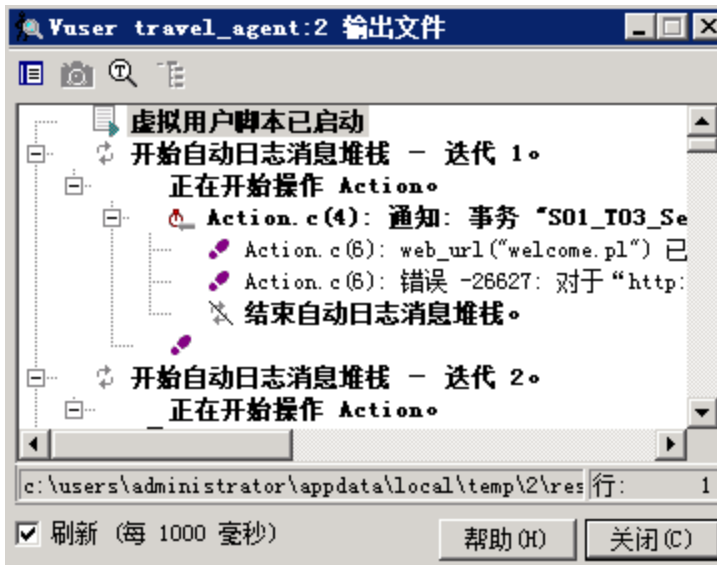 Vuser travel_agent:2 输出文件
虚拟用户脚本已启动
开始自动日志消息堆栈 - 迭代 1。
正在开始操作 Action。
Action.c(4): 通知: 事务 "S01_T03_Se
Action.c(6): web_url("welcome.pl") 已
Action.c(6): 错误 -26627: 对于"http:
结束自动日志消息堆栈。
开始自动日志消息堆栈 - 迭代 2。
正在开始操作 Action。
c:\users\administrator\appdata\local\temp\2\res 行: 1
刷新 (每 1000 毫秒) 帮助(H) 关闭(C)